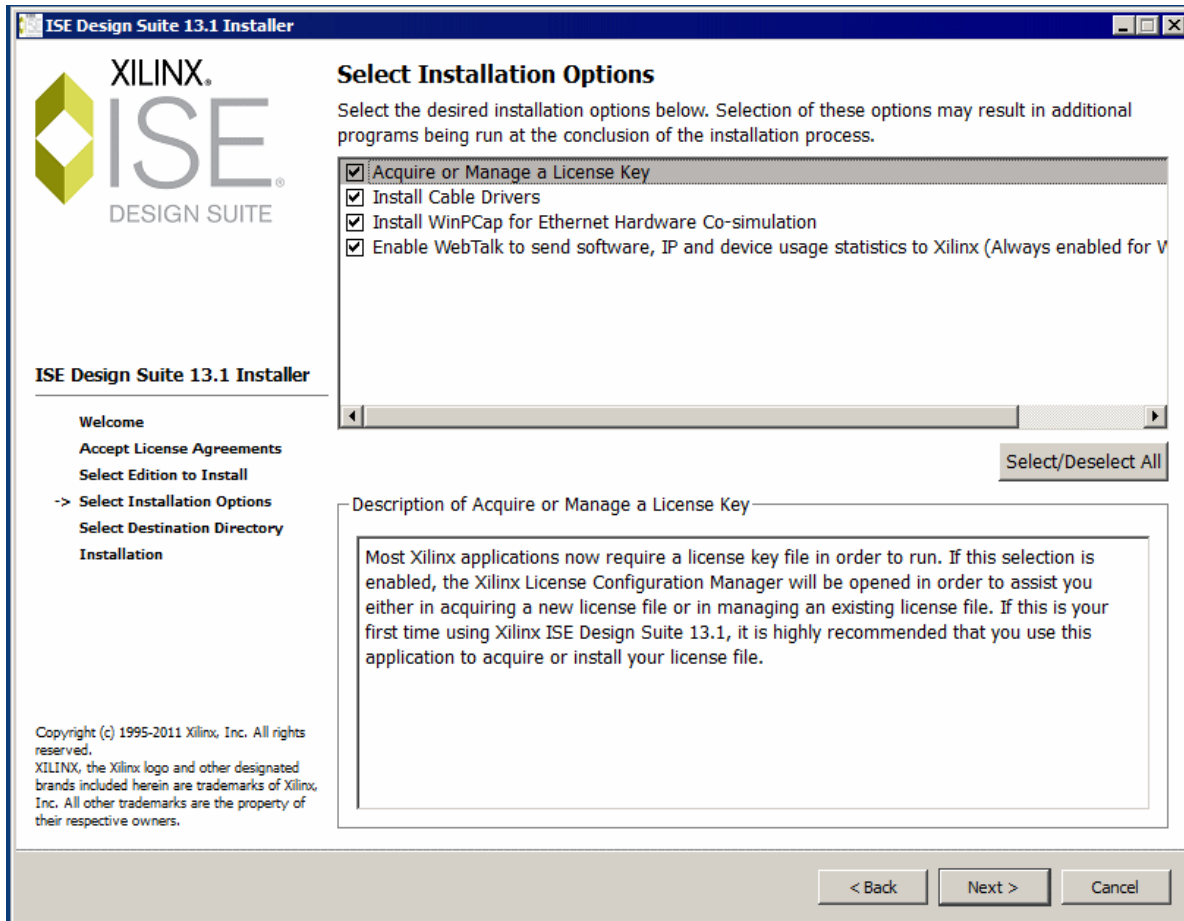 ISE Design Suite 13.1 Installer
XILINX®
ISE®
DESIGN SUITE
ISE Design Suite 13.1 Installer
Welcome
Accept License Agreements
Select Edition to Install
-> Select Installation Options
Select Destination Directory
Installation
Copyright (c) 1995-2011 Xilinx, Inc. All rights
reserved.
XILINX, the Xilinx logo and other designated
brands included herein are trademarks of Xilinx,
Inc. All other trademarks are the property of
their respective owners.
Select Installation Options
Select the desired installation options below. Selection of these options may result in additional
programs being run at the conclusion of the installation process.
Acquire or Manage a License Key
Install Cable Drivers
Install WinPCap for Ethernet Hardware Co-simulation
Enable WebTalk to send software, IP and device usage statistics to Xilinx (Always enabled for
Select/Deselect All
Description of Acquire or Manage a License Key
Most Xilinx applications now require a license key file in order to run. If this selection is
enabled, the Xilinx License Configuration Manager will be opened in order to assist you
either in acquiring a new license file or in managing an existing license file. If this is your
first time using Xilinx ISE Design Suite 13.1, it is highly recommended that you use this
application to acquire or install your license file.
< Back
Next >
Cancel